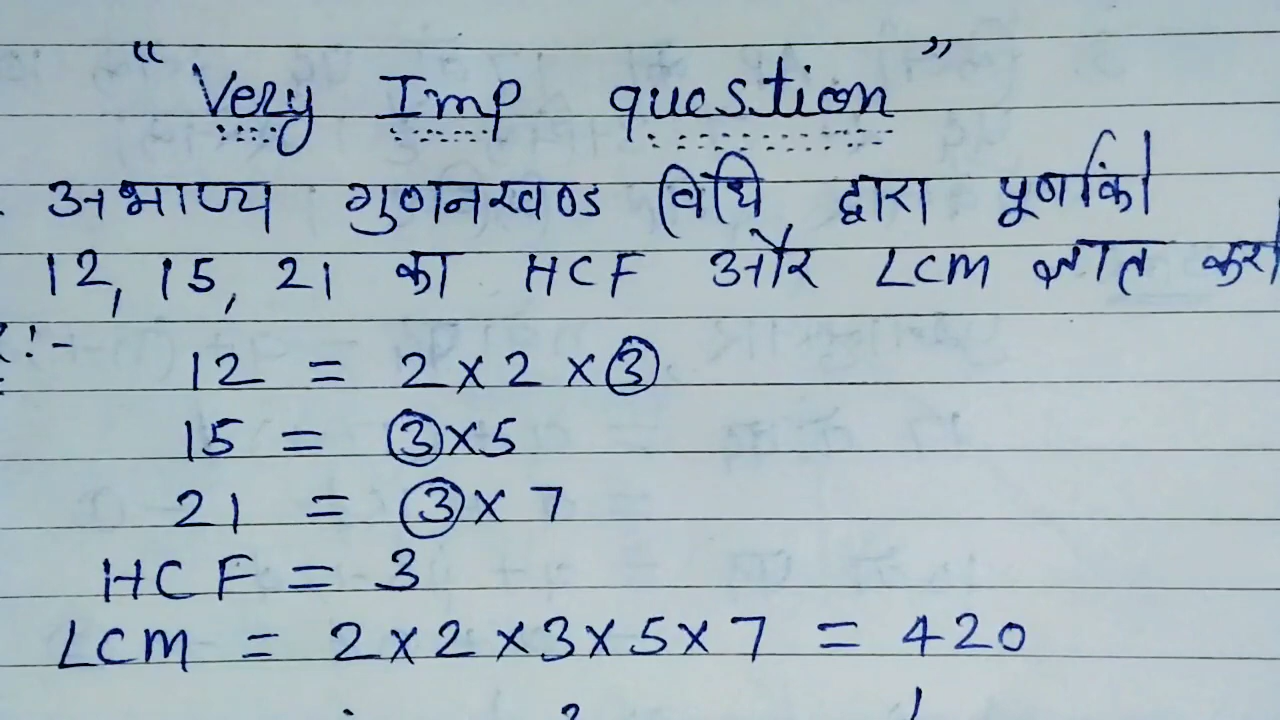 " Very Imp question "
अभाज्य गुणनखण्ड विधि द्वारा पूर्णांको
12, 15, 21 का HCF और LCM ज्ञात करो
:- 12 = 2 × 2 × 3
15 = 3 × 5
21 = 3 × 7
HCF = 3
LCM = 2 × 2 × 3 × 5 × 7 = 420